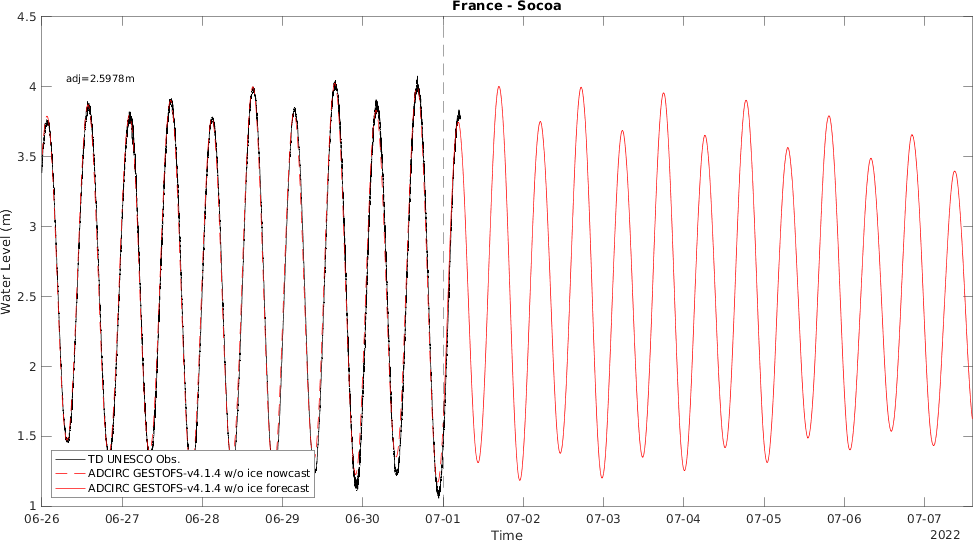 France - Socoa
4.5
adj=2.5978m
4
3.5
3
2.5
2
1.5
1
Water Level (m)
TD UNESCO Obs.
ADCIRC GESTOFS-v4.1.4 w/o ice nowcast
ADCIRC GESTOFS-v4.1.4 w/o ice forecast
06-26 06-27 06-28 06-29 06-30 07-01 07-02 07-03 07-04 07-05 07-06 07-07
Time
2022